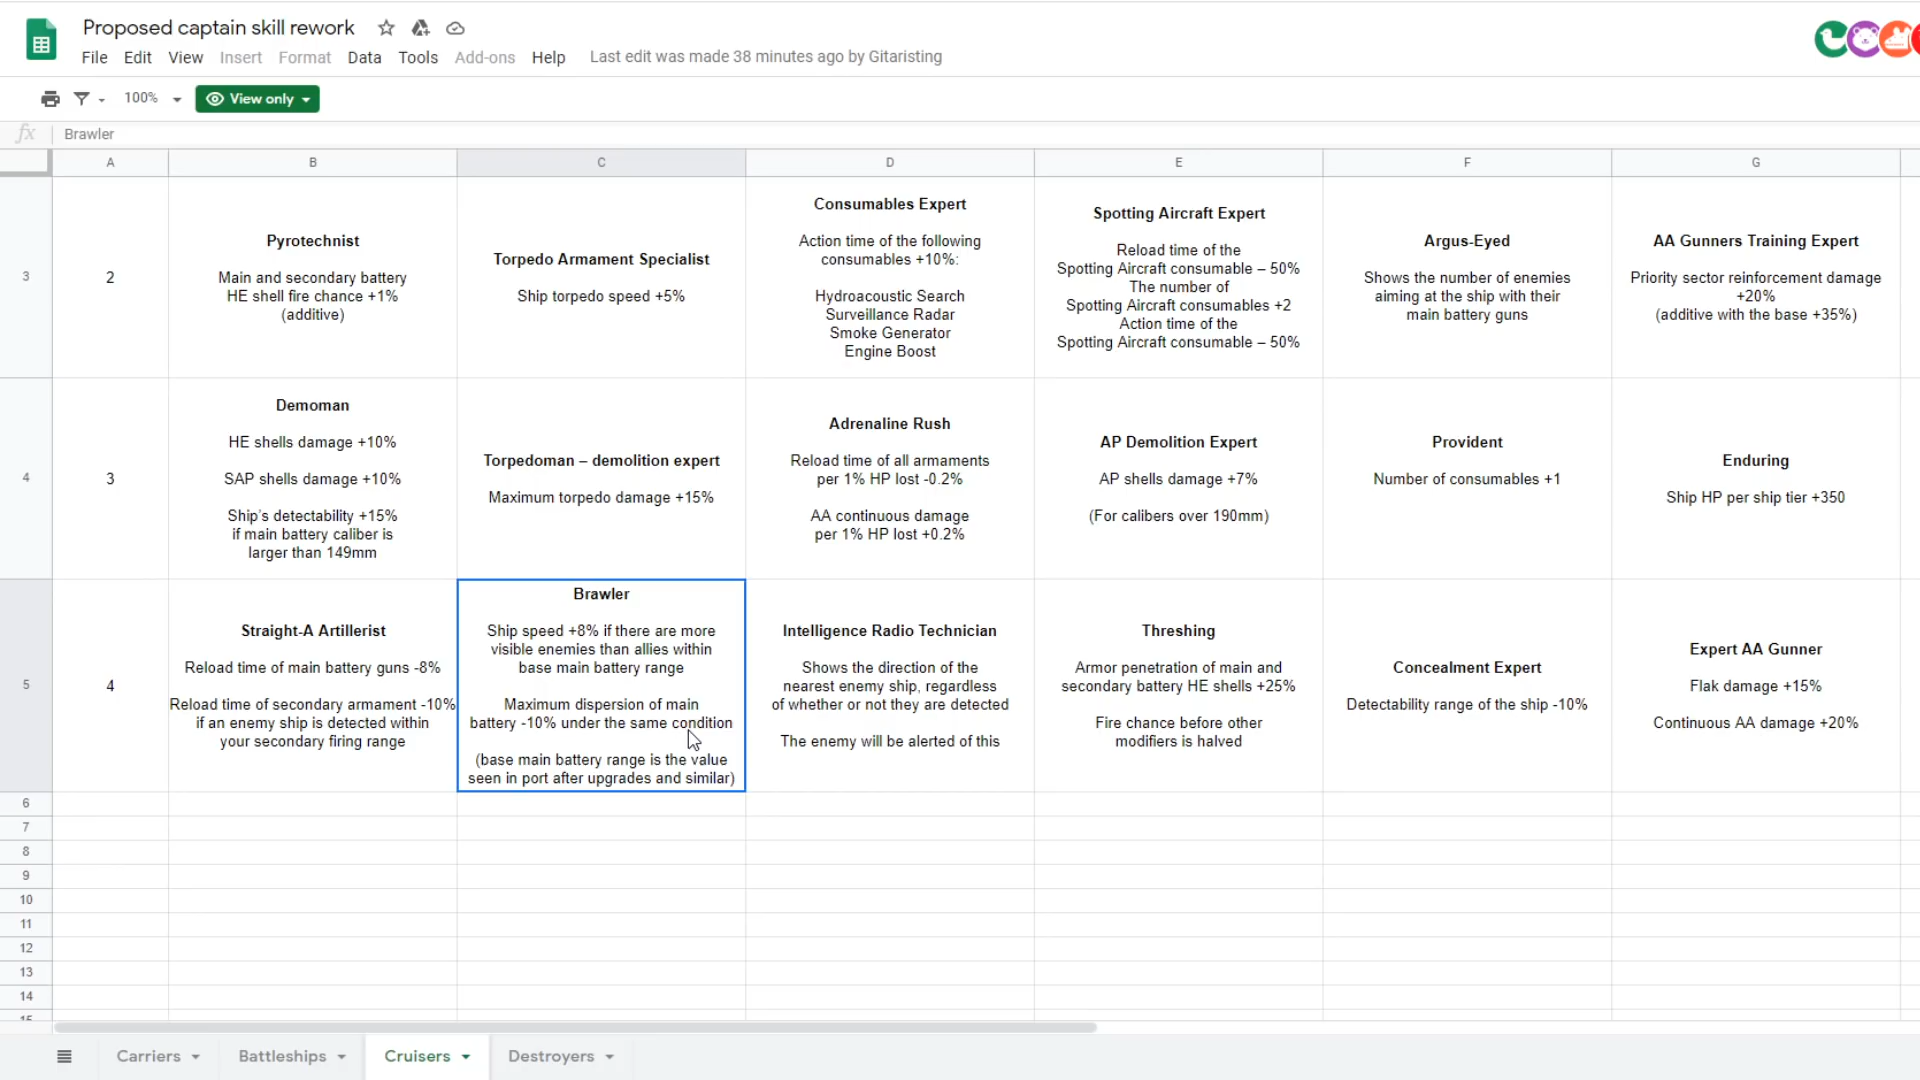 Proposed captain skill rework
File Edit View Insert Format Data Tools Add-ons Help Last edit was made 38 minutes ago by Gitaristing
100% View only
fx Brawler
A B C D E F G
3
2
Pyrotechnist
Main and secondary battery
HE shell fire chance +1%
(additive)
Torpedo Armament Specialist
Ship torpedo speed +5%
Consumables Expert
Action time of the following
consumables +10%:
Hydroacoustic Search
Surveillance Radar
Smoke Generator
Engine Boost
Spotting Aircraft Expert
Reload time of the
Spotting Aircraft consumable – 50%
The number of
Spotting Aircraft consumables +2
Action time of the
Spotting Aircraft consumable – 50%
Argus-Eyed
Shows the number of enemies
aiming at the ship with their
main battery guns
AA Gunners Training Expert
Priority sector reinforcement damage
+20%
(additive with the base +35%)
4
3
Demoman
HE shells damage +10%
SAP shells damage +10%
Ship's detectability +15%
if main battery caliber is
larger than 149mm
Torpedoman – demolition expert
Maximum torpedo damage +15%
Adrenaline Rush
Reload time of all armaments
per 1% HP lost -0.2%
AA continuous damage
per 1% HP lost +0.2%
AP Demolition Expert
AP shells damage +7%
(For calibers over 190mm)
Provident
Number of consumables +1
Enduring
Ship HP per ship tier +350
5
4
Straight-A Artillerist
Reload time of main battery guns -8%
Reload time of secondary armament -10%
if an enemy ship is detected within
your secondary firing range
Brawler
Ship speed +8% if there are more
visible enemies than allies within
base main battery range
Maximum dispersion of main
battery -10% under the same condition
(base main battery range is the value
seen in port after upgrades and similar)
Intelligence Radio Technician
Shows the direction of the
nearest enemy ship, regardless
of whether or not they are detected
The enemy will be alerted of this
Threshing
Armor penetration of main and
secondary battery HE shells +25%
Fire chance before other
modifiers is halved
Concealment Expert
Detectability range of the ship -10%
Expert AA Gunner
Flak damage +15%
Continuous AA damage +20%
6
7
8
9
10
11
12
13
14
15
Carriers Battleships Cruisers Destroyers